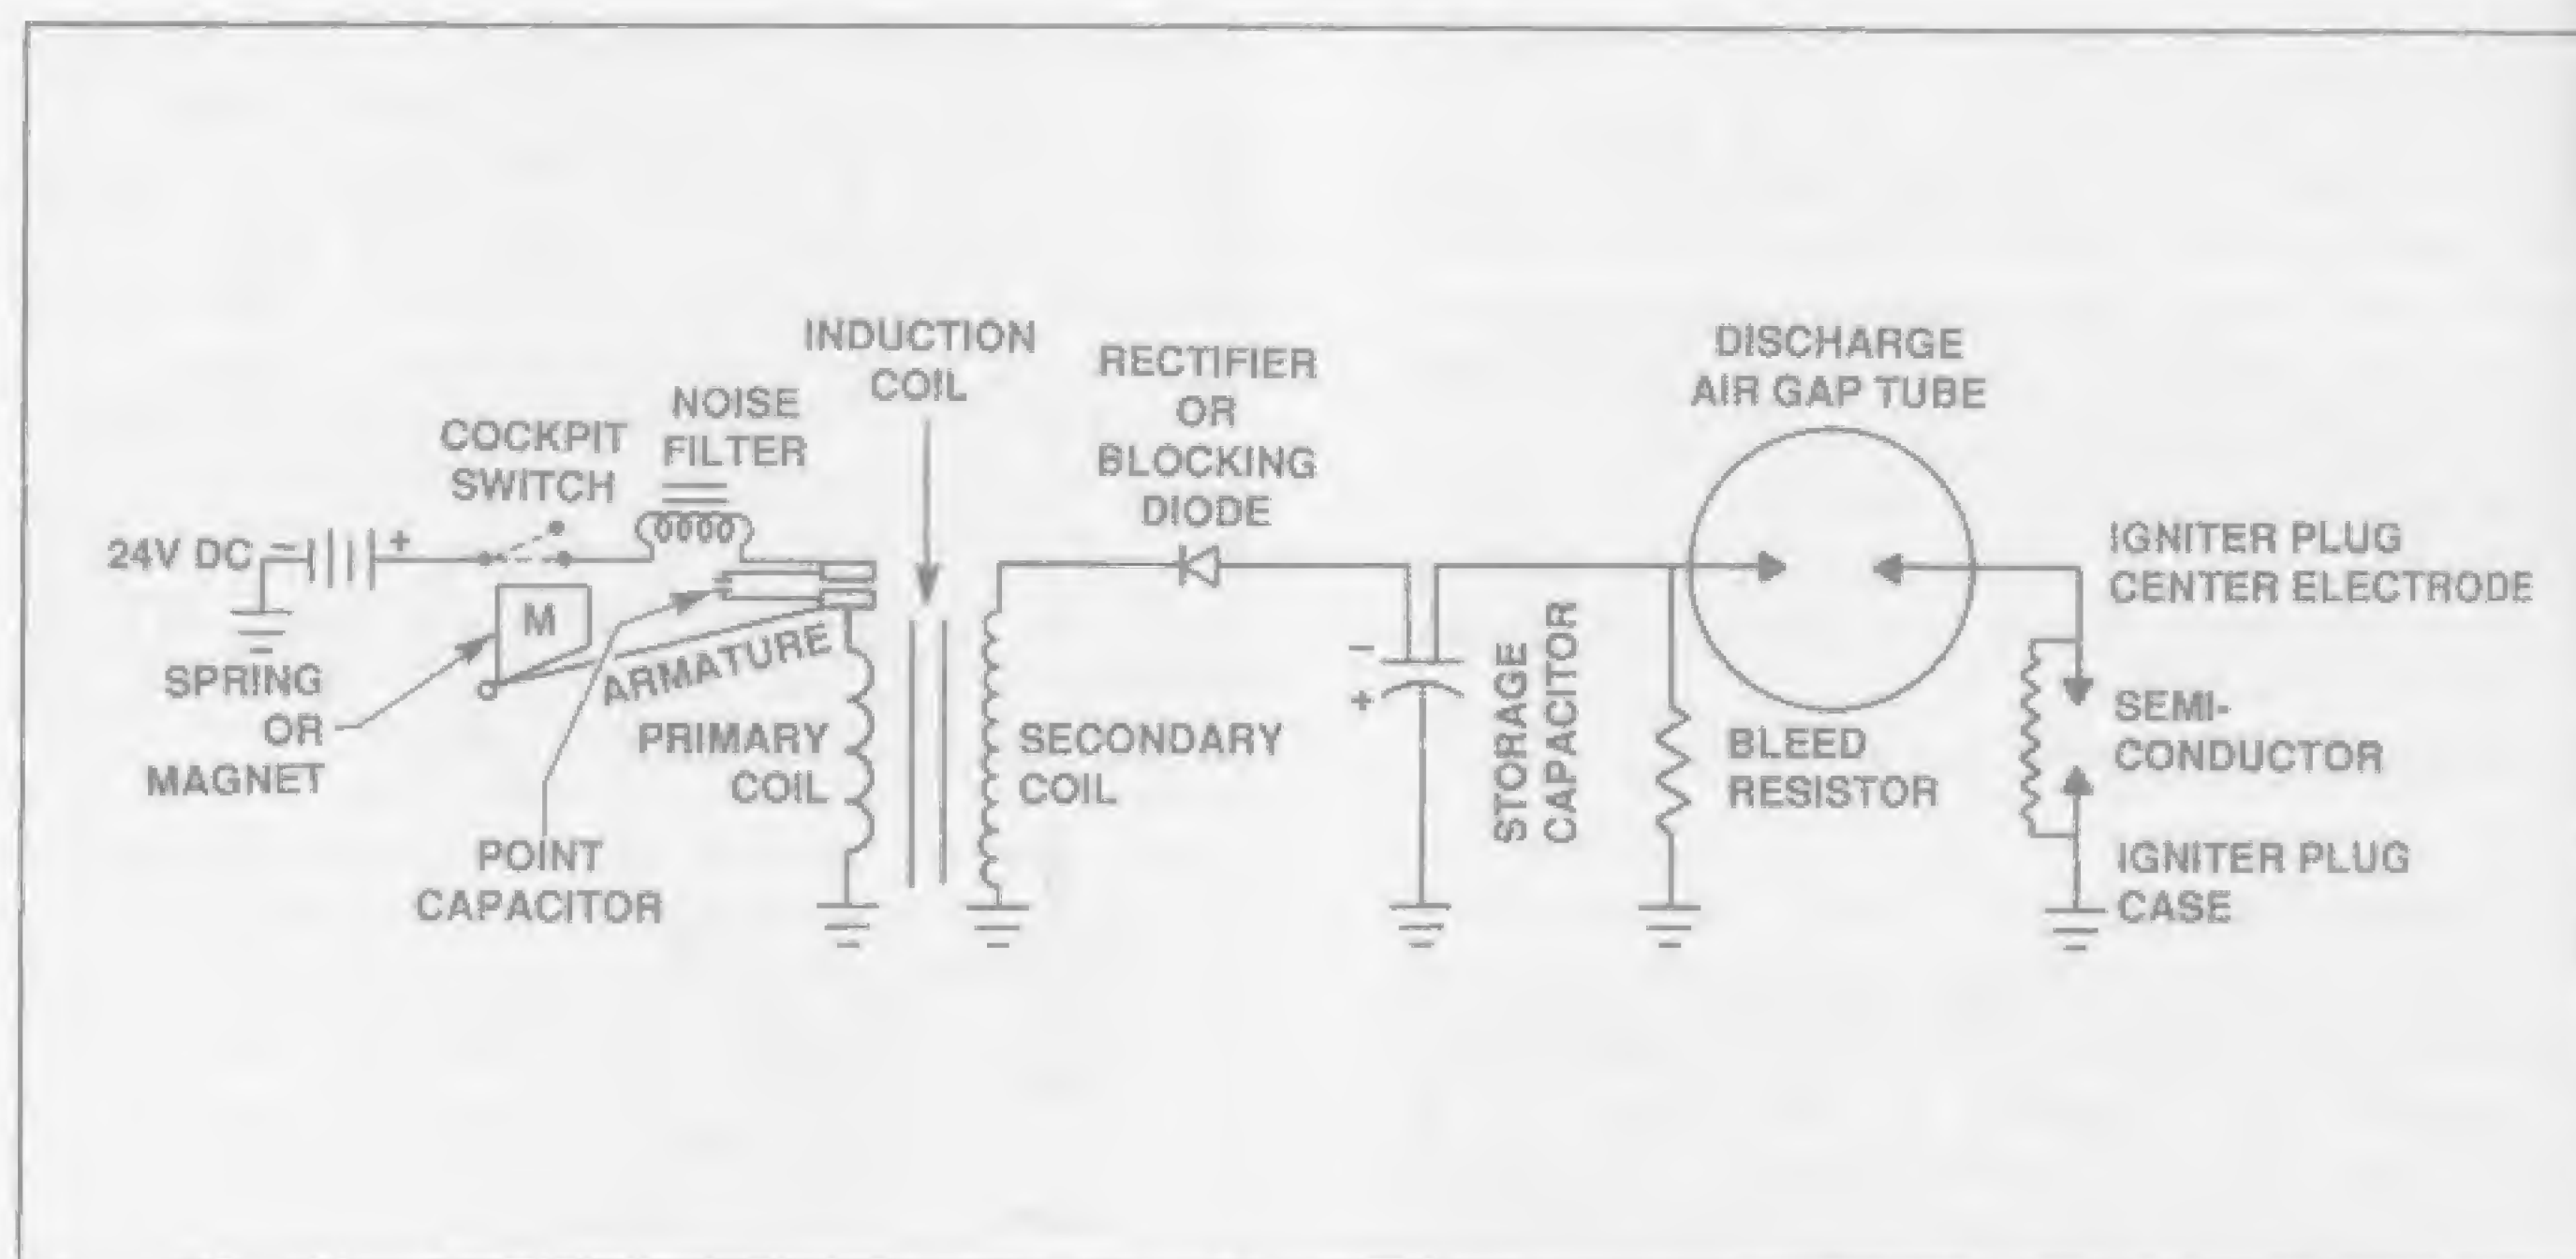 INDUCTION
COIL
RECTIFIER
OR
BLOCKING
DIODE
DISCHARGE
AIR GAP TUBE
NOISE
FILTER
COCKPIT
SWITCH
24V DC
−
+
M
SPRING
OR
MAGNET
ARMATURE
POINT
CAPACITOR
PRIMARY
COIL
SECONDARY
COIL
−
+
STORAGE
CAPACITOR
BLEED
RESISTOR
IGNITER PLUG
CENTER ELECTRODE
SEMI-
CONDUCTOR
IGNITER PLUG
CASE